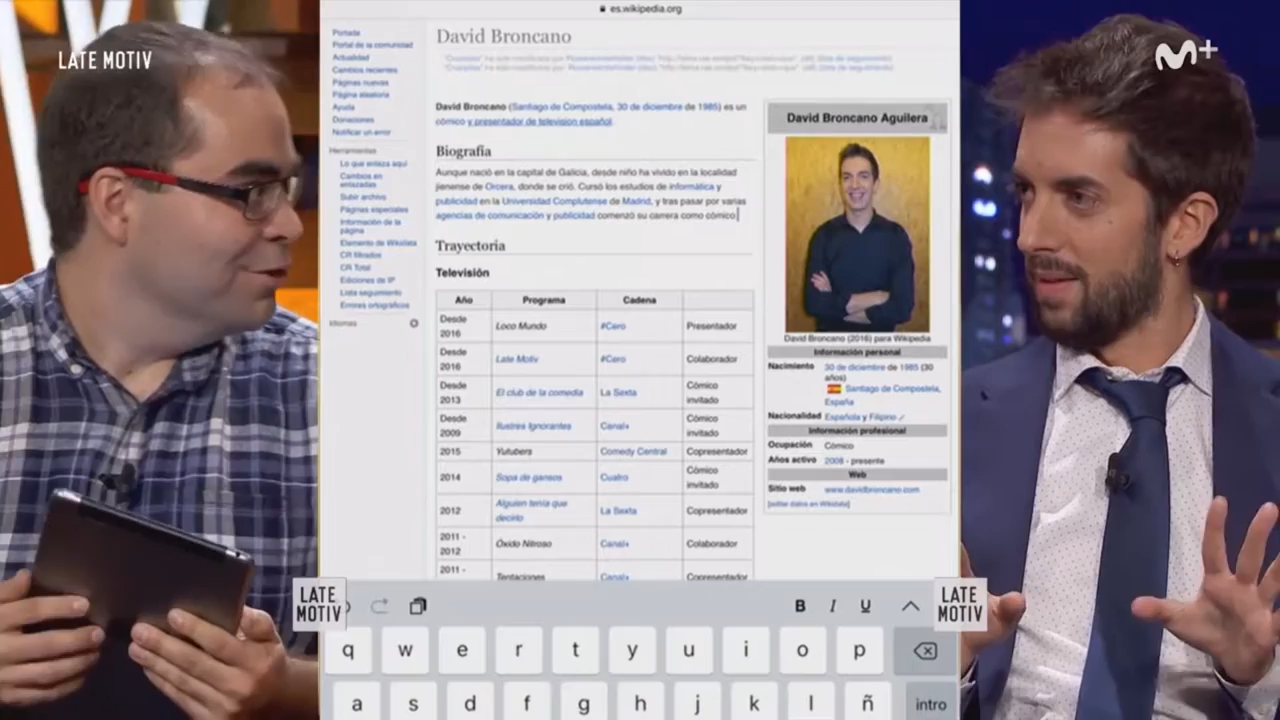 LATE MOTIV
M+
es.wikipedia.org
Portada
Portal de la comunidad
Actualidad
Cambios recientes
Páginas nuevas
Página aleatoria
Ayuda
Donaciones
Notificar un error
Herramientas
Lo que enlaza aquí
Cambios en
enlazadas
Subir archivo
Páginas especiales
Información de la
página
Elemento de Wikidata
CR filtrados
CR Total
Ediciones de IP
Lista seguimiento
Errores ortográficos
Idiomas
David Broncano
David Broncano (Santiago de Compostela, 30 de diciembre de 1985) es un
cómico y presentador de television español.
Biografia
Aunque nació en la capital de Galicia, desde niño ha vivido en la localidad
jienense de Orcera, donde se crió. Cursó los estudios de informática y
publicidad en la Universidad Complutense de Madrid, y tras pasar por varias
agencias de comunicación y publicidad comenzó su carrera como cómico
Trayectoria
Televisión
Año Programa Cadena
Desde 2016 Loco Mundo #Cero Presentador
Desde 2016 Late Motiv #Cero Colaborador
Desde 2013 El club de la comedia La Sexta Cómico invitado
Desde 2009 Ilustres Ignorantes Canal+ Cómico invitado
2015 Yutubers Comedy Central Copresentador
2014 Sopa de gansos Cuatro Cómico invitado
2012 Alguien tenía que decirlo La Sexta Copresentador
2011 - 2012 Óxido Nitroso Canal+ Colaborador
2011 - Tentaciones Canal+ Copresentador
David Broncano Aguilera
David Broncano (2016) para Wikipedia
Información personal
Nacimiento 30 de diciembre de 1985 (30
años)
Santiago de Compostela,
España
Nacionalidad Española y Filipino
Información profesional
Ocupación Cómico
Años activo 2008 - presente
Web
Sitio web www.davidbroncano.com
[editar datos en Wikidata]
LATE
MOTIV
B I U
LATE
MOTIV
q w e r t y u i o p
a s d f g h j k l ñ intro